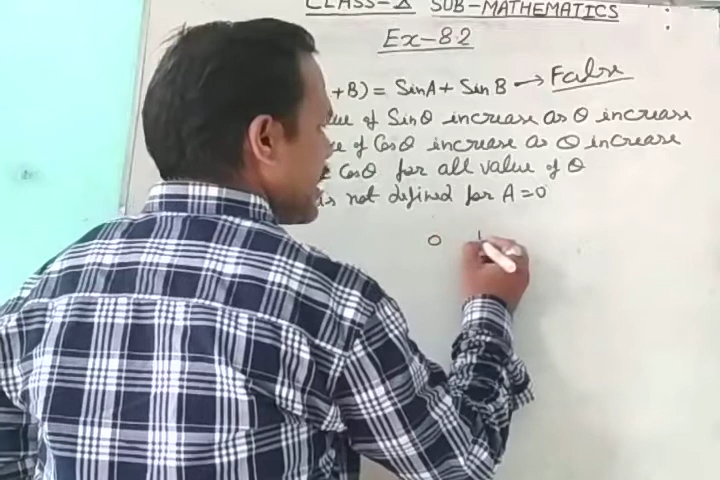 CLASS-X SUB-MATHEMATICS
Ex-8.2
+B) = SinA + Sin B → False
of Sinθ increase as θ increase
of Cosθ increase as θ increase
Cosθ for all value of θ
is not defined for A=0
0